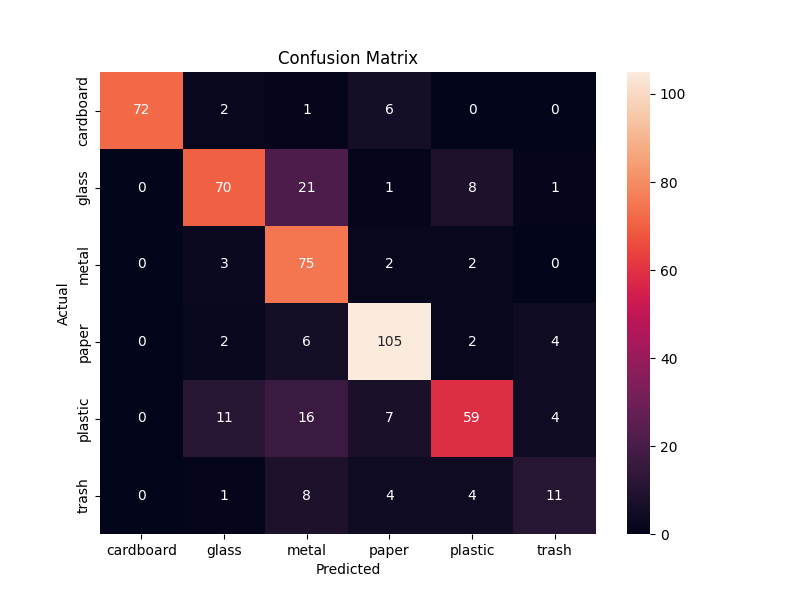 Confusion Matrix
cardboard 72 2 1 6 0 0
glass 0 70 21 1 8 1
metal 0 3 75 2 2 0
paper 0 2 6 105 2 4
plastic 0 11 16 7 59 4
trash 0 1 8 4 4 11
cardboard glass metal paper plastic trash
Predicted
Actual
100
80
60
40
20
0